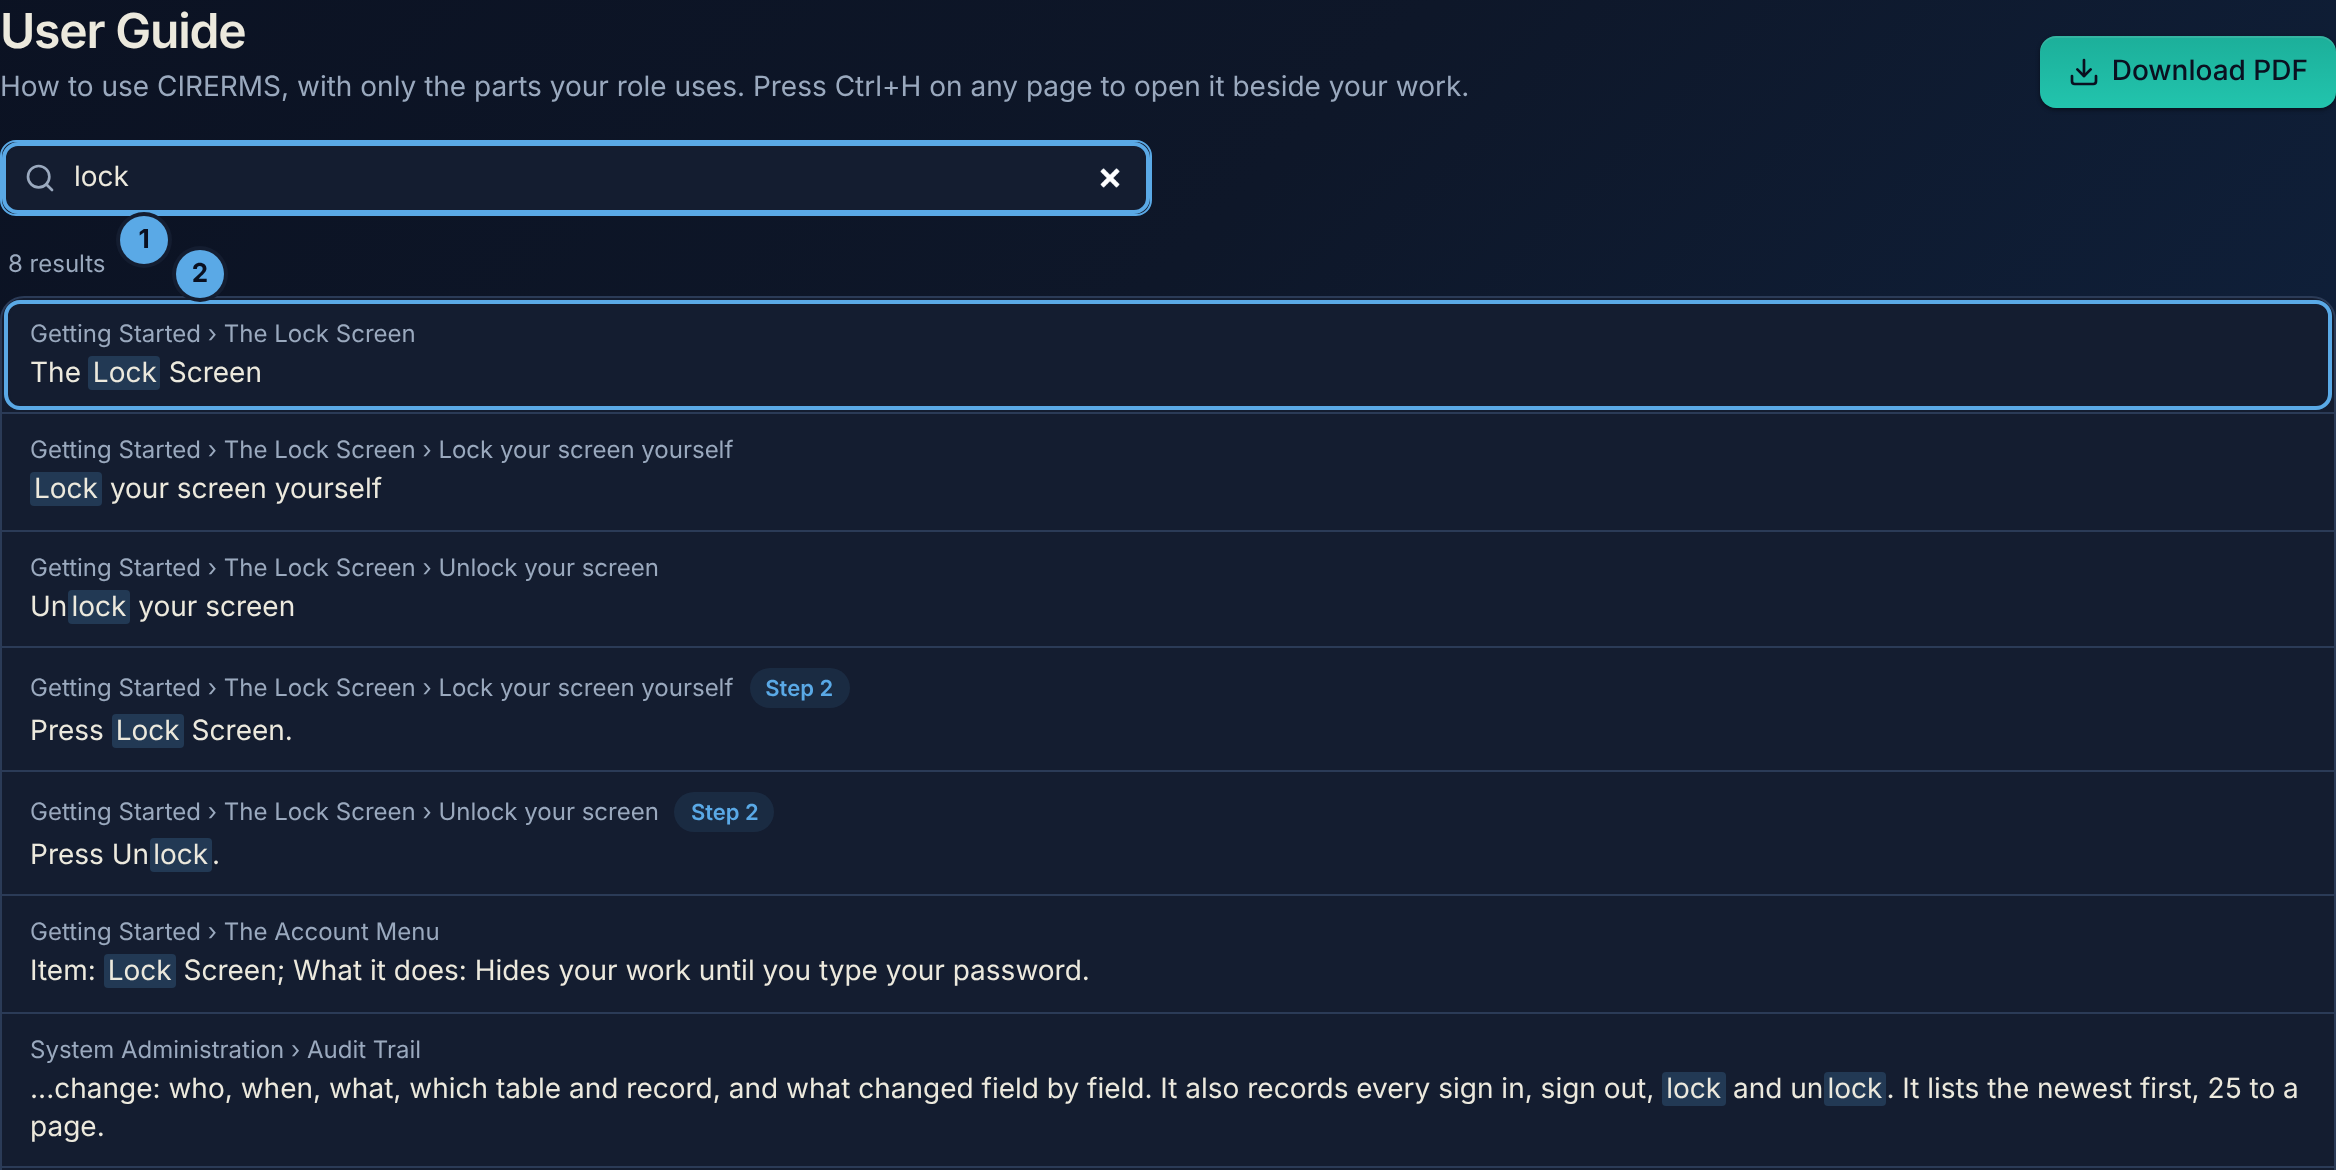 User Guide
How to use CIRERMS, with only the parts your role uses. Press Ctrl+H on any page to open it beside your work.
Download PDF
lock
1
8 results
2
Getting Started › The Lock Screen
The Lock Screen
Getting Started › The Lock Screen › Lock your screen yourself
Lock your screen yourself
Getting Started › The Lock Screen › Unlock your screen
Unlock your screen
Getting Started › The Lock Screen › Lock your screen yourself Step 2
Press Lock Screen.
Getting Started › The Lock Screen › Unlock your screen Step 2
Press Unlock.
Getting Started › The Account Menu
Item: Lock Screen; What it does: Hides your work until you type your password.
System Administration › Audit Trail
...change: who, when, what, which table and record, and what changed field by field. It also records every sign in, sign out, lock and unlock. It lists the newest first, 25 to a
page.